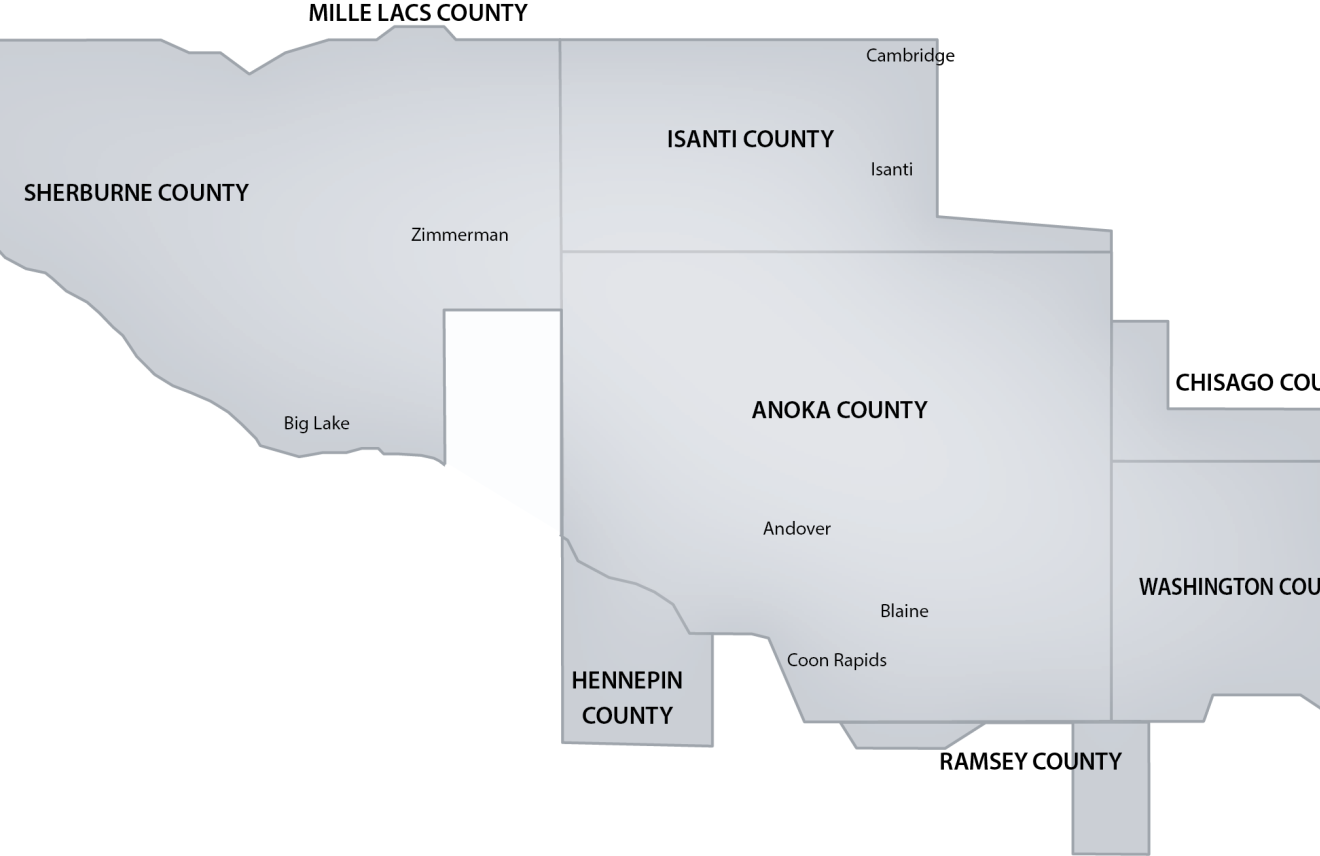 MILLE LACS COUNTY
Cambridge
ISANTI COUNTY
Isanti
SHERBURNE COUNTY
Zimmerman
CHISAGO COU
ANOKA COUNTY
Big Lake
Andover
WASHINGTON COU
Blaine
Coon Rapids
HENNEPIN
COUNTY
RAMSEY COUNTY